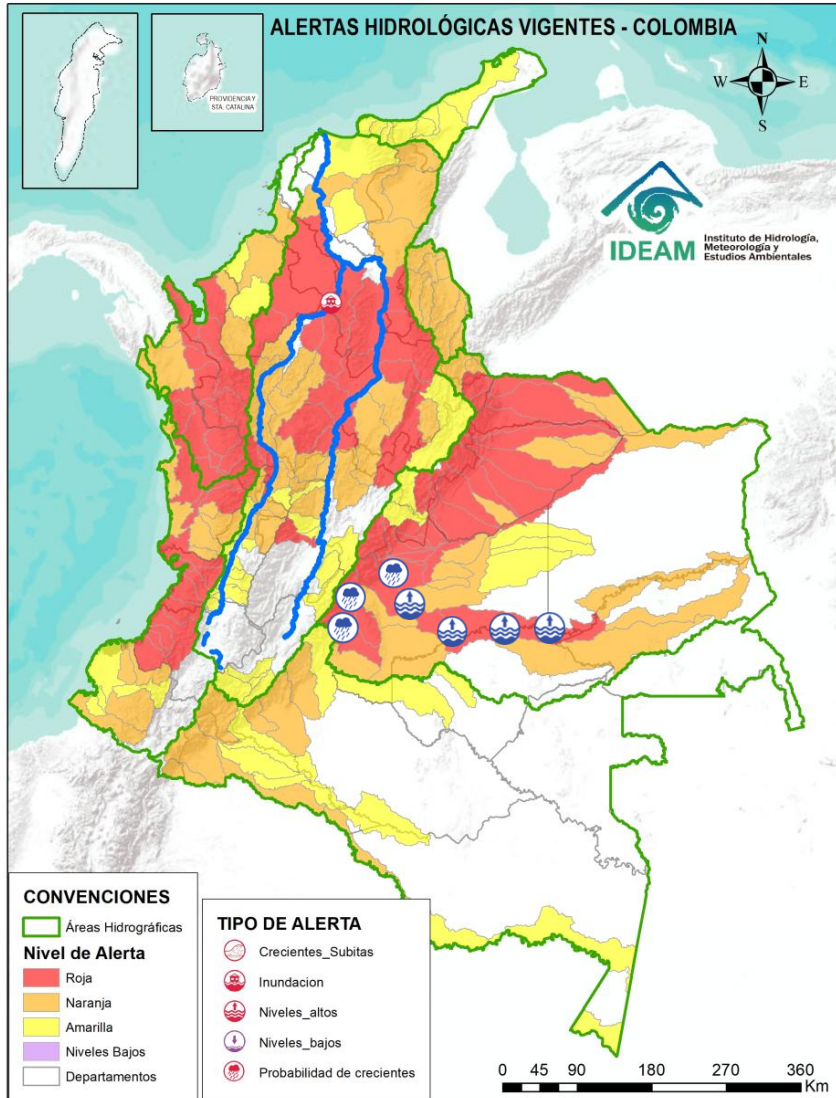 ALERTAS HIDROLÓGICAS VIGENTES - COLOMBIA
PROVIDENCIA Y
STA. CATALINA
N
W
E
S
IDEAM
Instituto de Hidrología,
Meteorología y
Estudios Ambientales
CONVENCIONES
Áreas Hidrográficas
Nivel de Alerta
Roja
Naranja
Amarilla
Niveles Bajos
Departamentos
TIPO DE ALERTA
Crecientes_Subitas
Inundacion
Niveles_altos
Niveles_bajos
Probabilidad de crecientes
0 45 90 180 270 360
Km